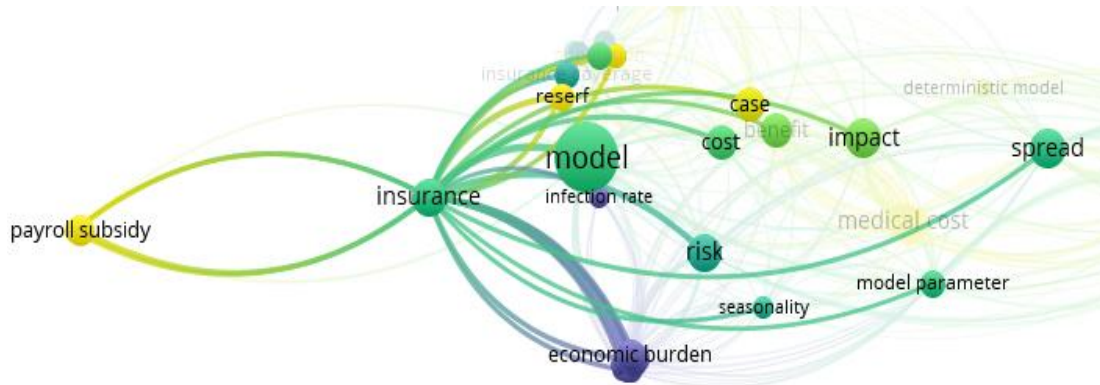 insurance coverage
reserf
case
deterministic model
benefit
cost
impact
model
spread
insurance
infection rate
payroll subsidy
medical cost
risk
model parameter
seasonality
economic burden